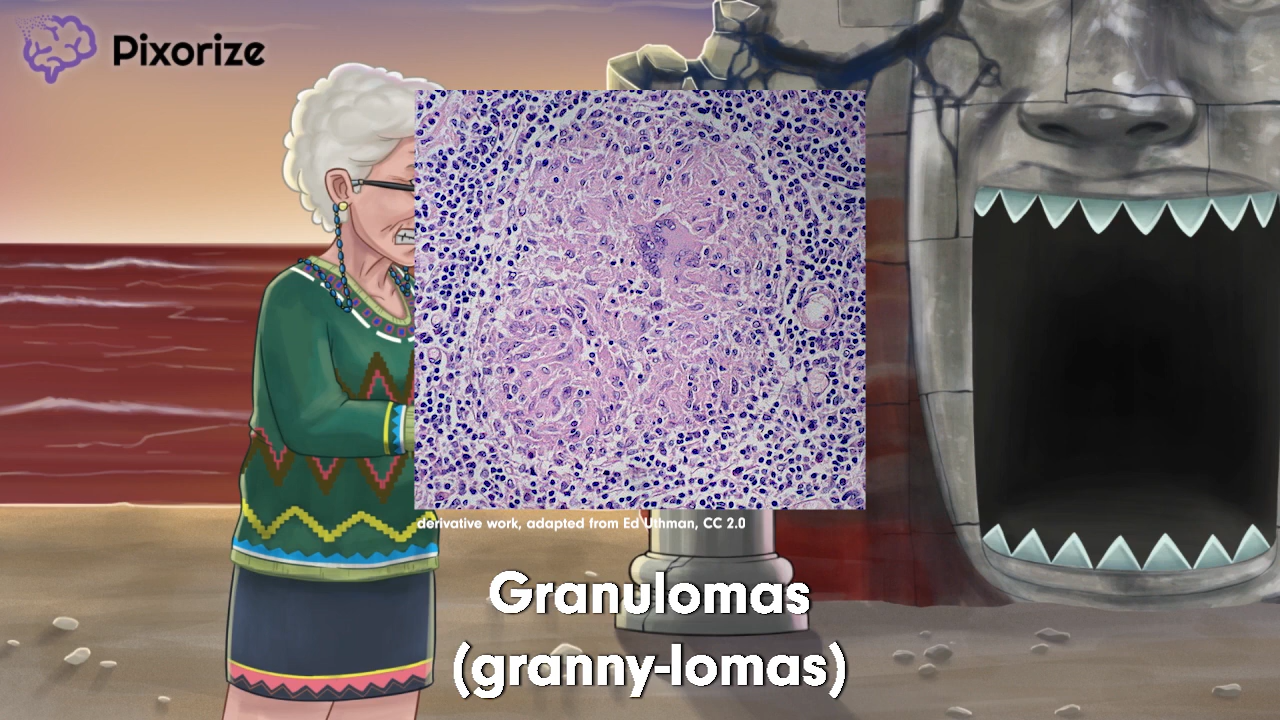 Pixorize
derivative work, adapted from Ed Uthman, CC 2.0
Granulomas
(granny-lomas)